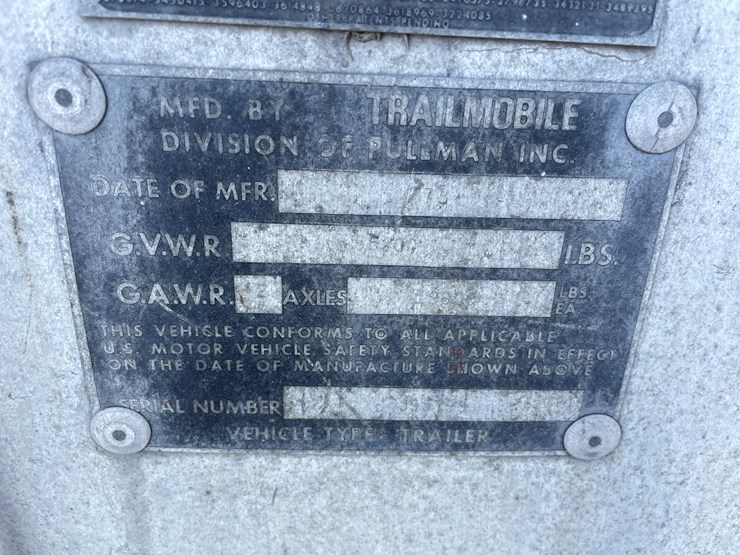 MFD. BY TRAILMOBILE
DIVISION OF PULLMAN INC.
DATE OF MFR.
G.V.W.R. LBS.
G.A.W.R. AXLES LBS. EA.
THIS VEHICLE CONFORMS TO ALL APPLICABLE
U.S. MOTOR VEHICLE SAFETY STANDARDS IN EFFECT
ON THE DATE OF MANUFACTURE SHOWN ABOVE
SERIAL NUMBER
VEHICLE TYPE: TRAILER